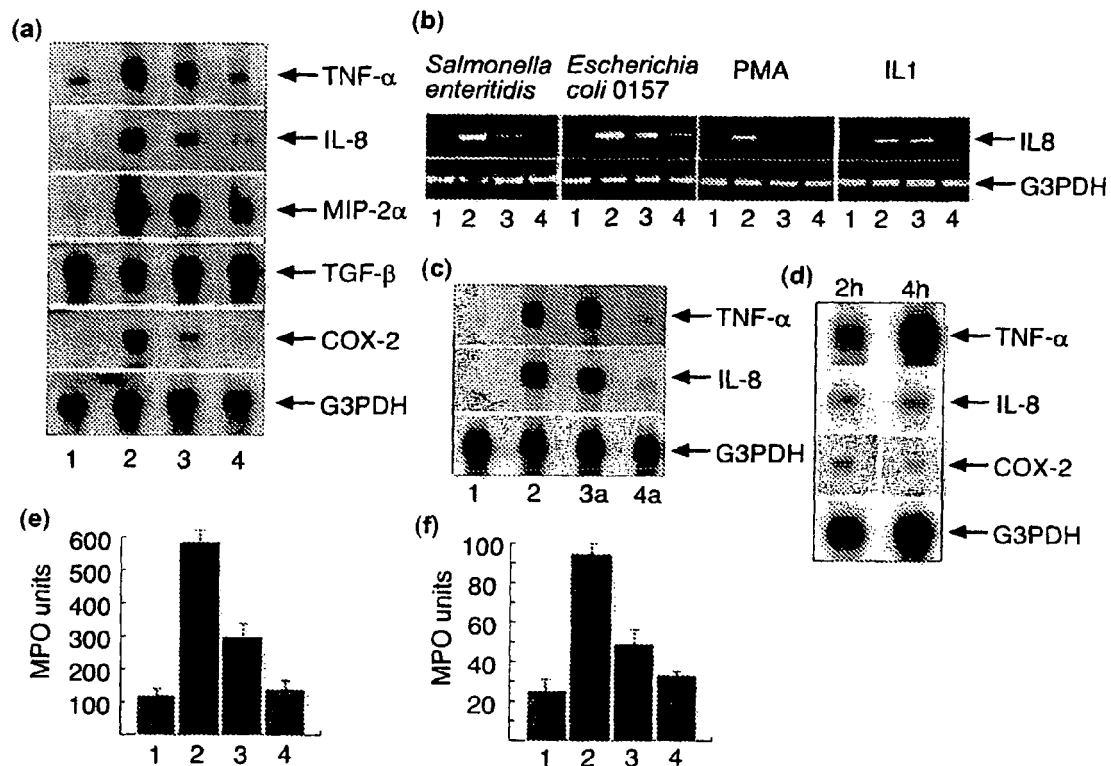 (a)
TNF-α
IL-8
MIP-2α
TGF-β
COX-2
G3PDH
1 2 3 4
(b)
Salmonella enteritidis
Escherichia coli 0157
PMA
IL1
IL8
G3PDH
1 2 3 4 1 2 3 4 1 2 3 4 1 2 3 4
(c)
TNF-α
IL-8
G3PDH
1 2 3a 4a
(d)
2h 4h
TNF-α
IL-8
COX-2
G3PDH
(e)
MPO units
600
500
400
300
200
100
1 2 3 4
(f)
MPO units
100
80
60
40
20
1 2 3 4